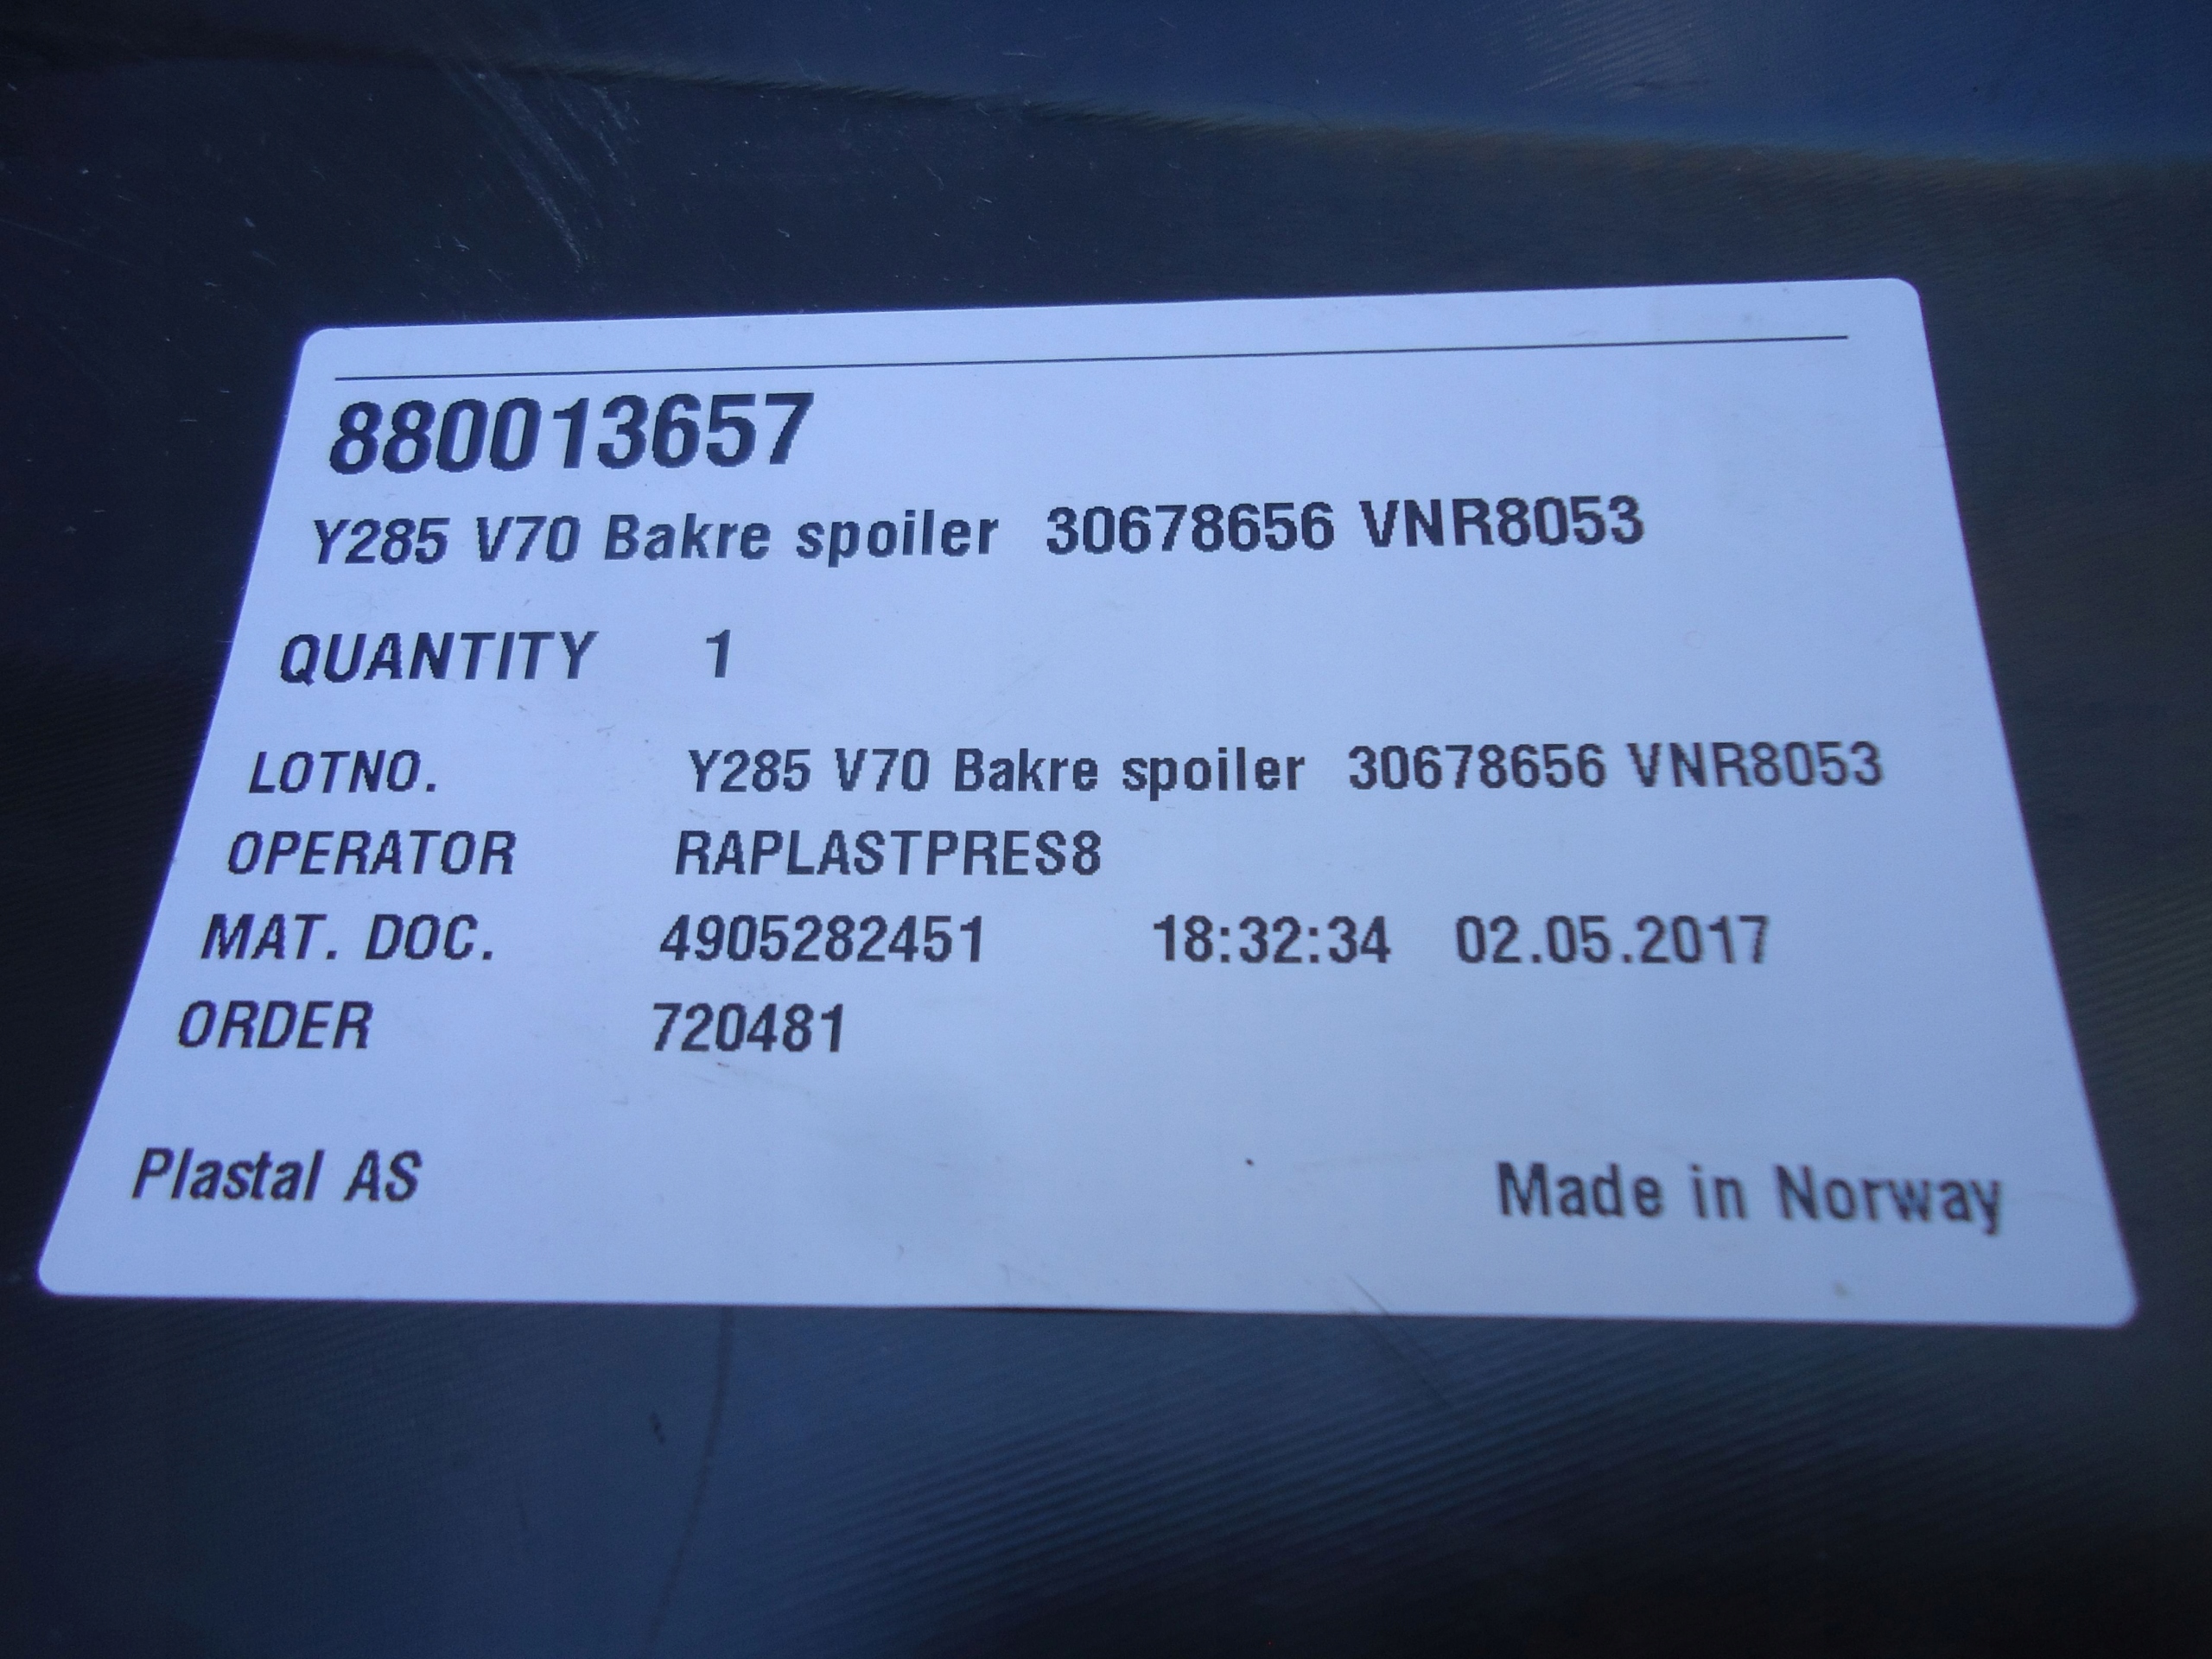 880013657
Y285 V70 Bakre spoiler 30678656 VNR8053
QUANTITY 1
LOTNO. Y285 V70 Bakre spoiler 30678656 VNR8053
OPERATOR RAPLASTPRES8
MAT. DOC. 4905282451 18:32:34 02.05.2017
ORDER 720481
Plastal AS Made in Norway